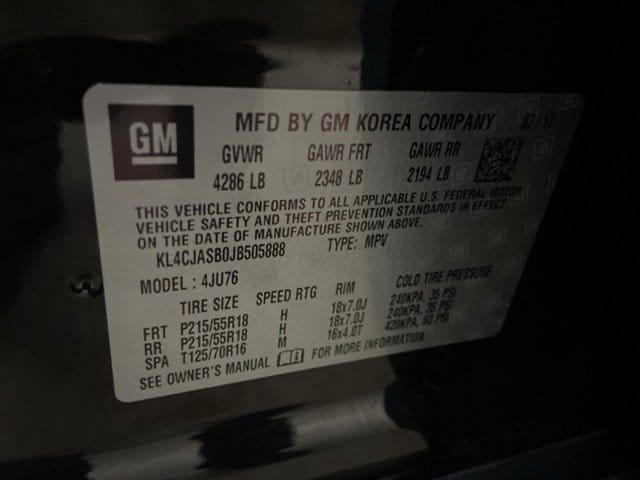 GM MFD BY GM KOREA COMPANY 07/17
GVWR GAWR FRT GAWR RR
4286 LB 2348 LB 2194 LB
THIS VEHICLE CONFORMS TO ALL APPLICABLE U.S. FEDERAL MOTOR
VEHICLE SAFETY AND THEFT PREVENTION STANDARDS IN EFFECT
ON THE DATE OF MANUFACTURE SHOWN ABOVE.
KL4CJASB0JB505888 TYPE: MPV
MODEL : 4JU76
TIRE SIZE SPEED RTG RIM COLD TIRE PRESSURE
FRT P215/55R18 H 18x7.0J 240KPA, 35 PSI
RR P215/55R18 H 18x7.0J 240KPA, 35 PSI
SPA T125/70R16 M 16x4.0T 420KPA, 60 PSI
SEE OWNER'S MANUAL FOR MORE INFORMATION